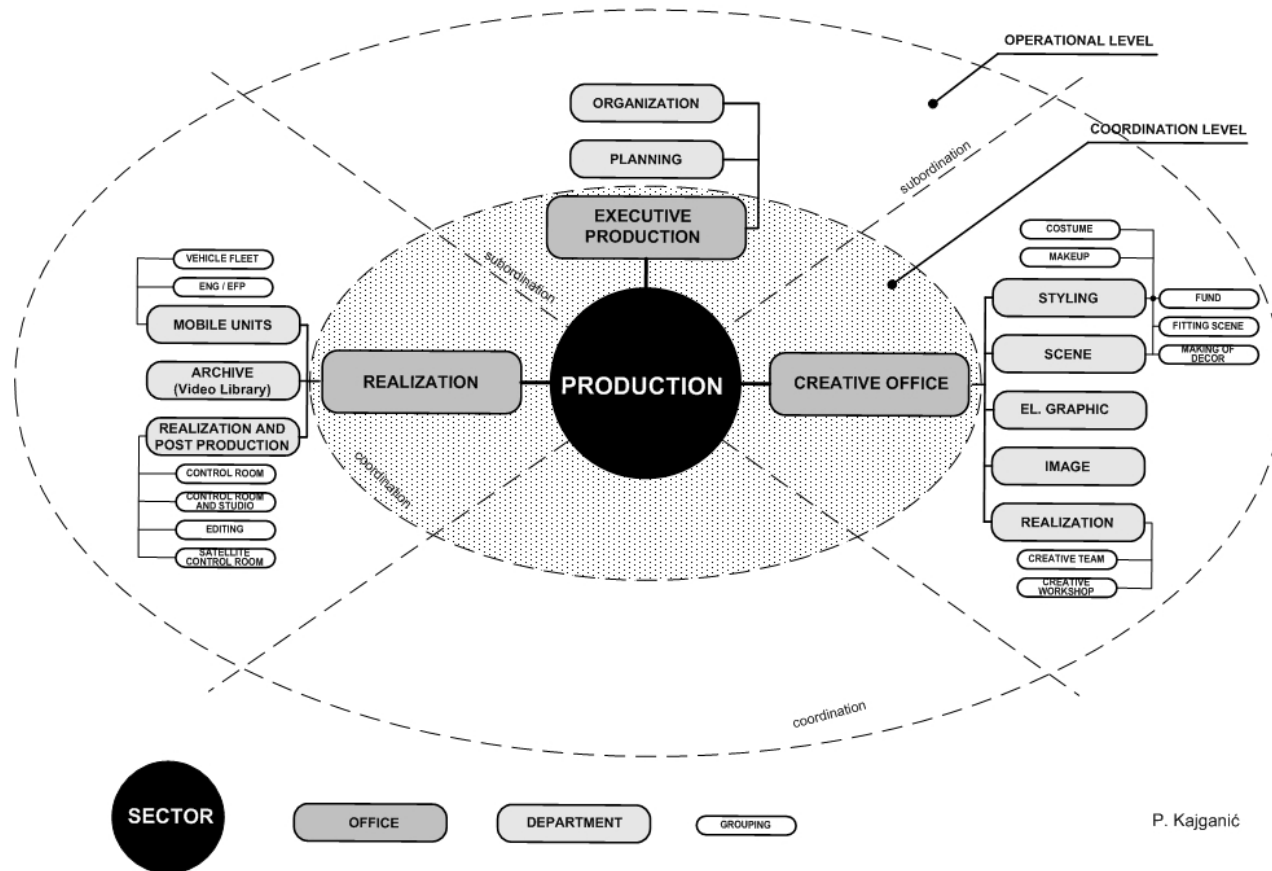 OPERATIONAL LEVEL
COORDINATION LEVEL
ORGANIZATION
PLANNING
EXECUTIVE
PRODUCTION
subordination
subordination
VEHICLE FLEET
ENG / EFP
MOBILE UNITS
ARCHIVE
(Video Library)
REALIZATION AND
POST PRODUCTION
CONTROL ROOM
CONTROL ROOM
AND STUDIO
EDITING
SATELLITE
CONTROL ROOM
REALIZATION
PRODUCTION
CREATIVE OFFICE
COSTUME
MAKEUP
STYLING
FUND
FITTING SCENE
SCENE
MAKING OF
DECOR
EL. GRAPHIC
IMAGE
REALIZATION
CREATIVE TEAM
CREATIVE
WORKSHOP
coordination
coordination
SECTOR
OFFICE
DEPARTMENT
GROUPING
P. Kajganić